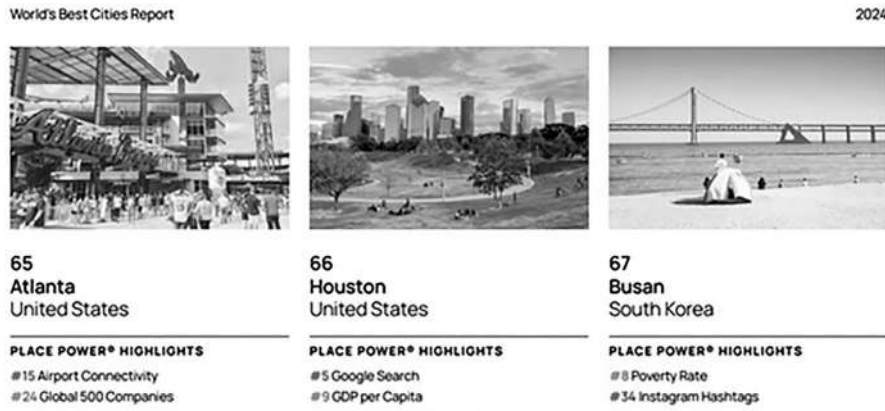 World's Best Cities Report
2024
65
Atlanta
United States
PLACE POWER® HIGHLIGHTS
#15 Airport Connectivity
#24 Global 500 Companies
66
Houston
United States
PLACE POWER® HIGHLIGHTS
#5 Google Search
#9 GDP per Capita
67
Busan
South Korea
PLACE POWER® HIGHLIGHTS
#8 Poverty Rate
#34 Instagram Hashtags